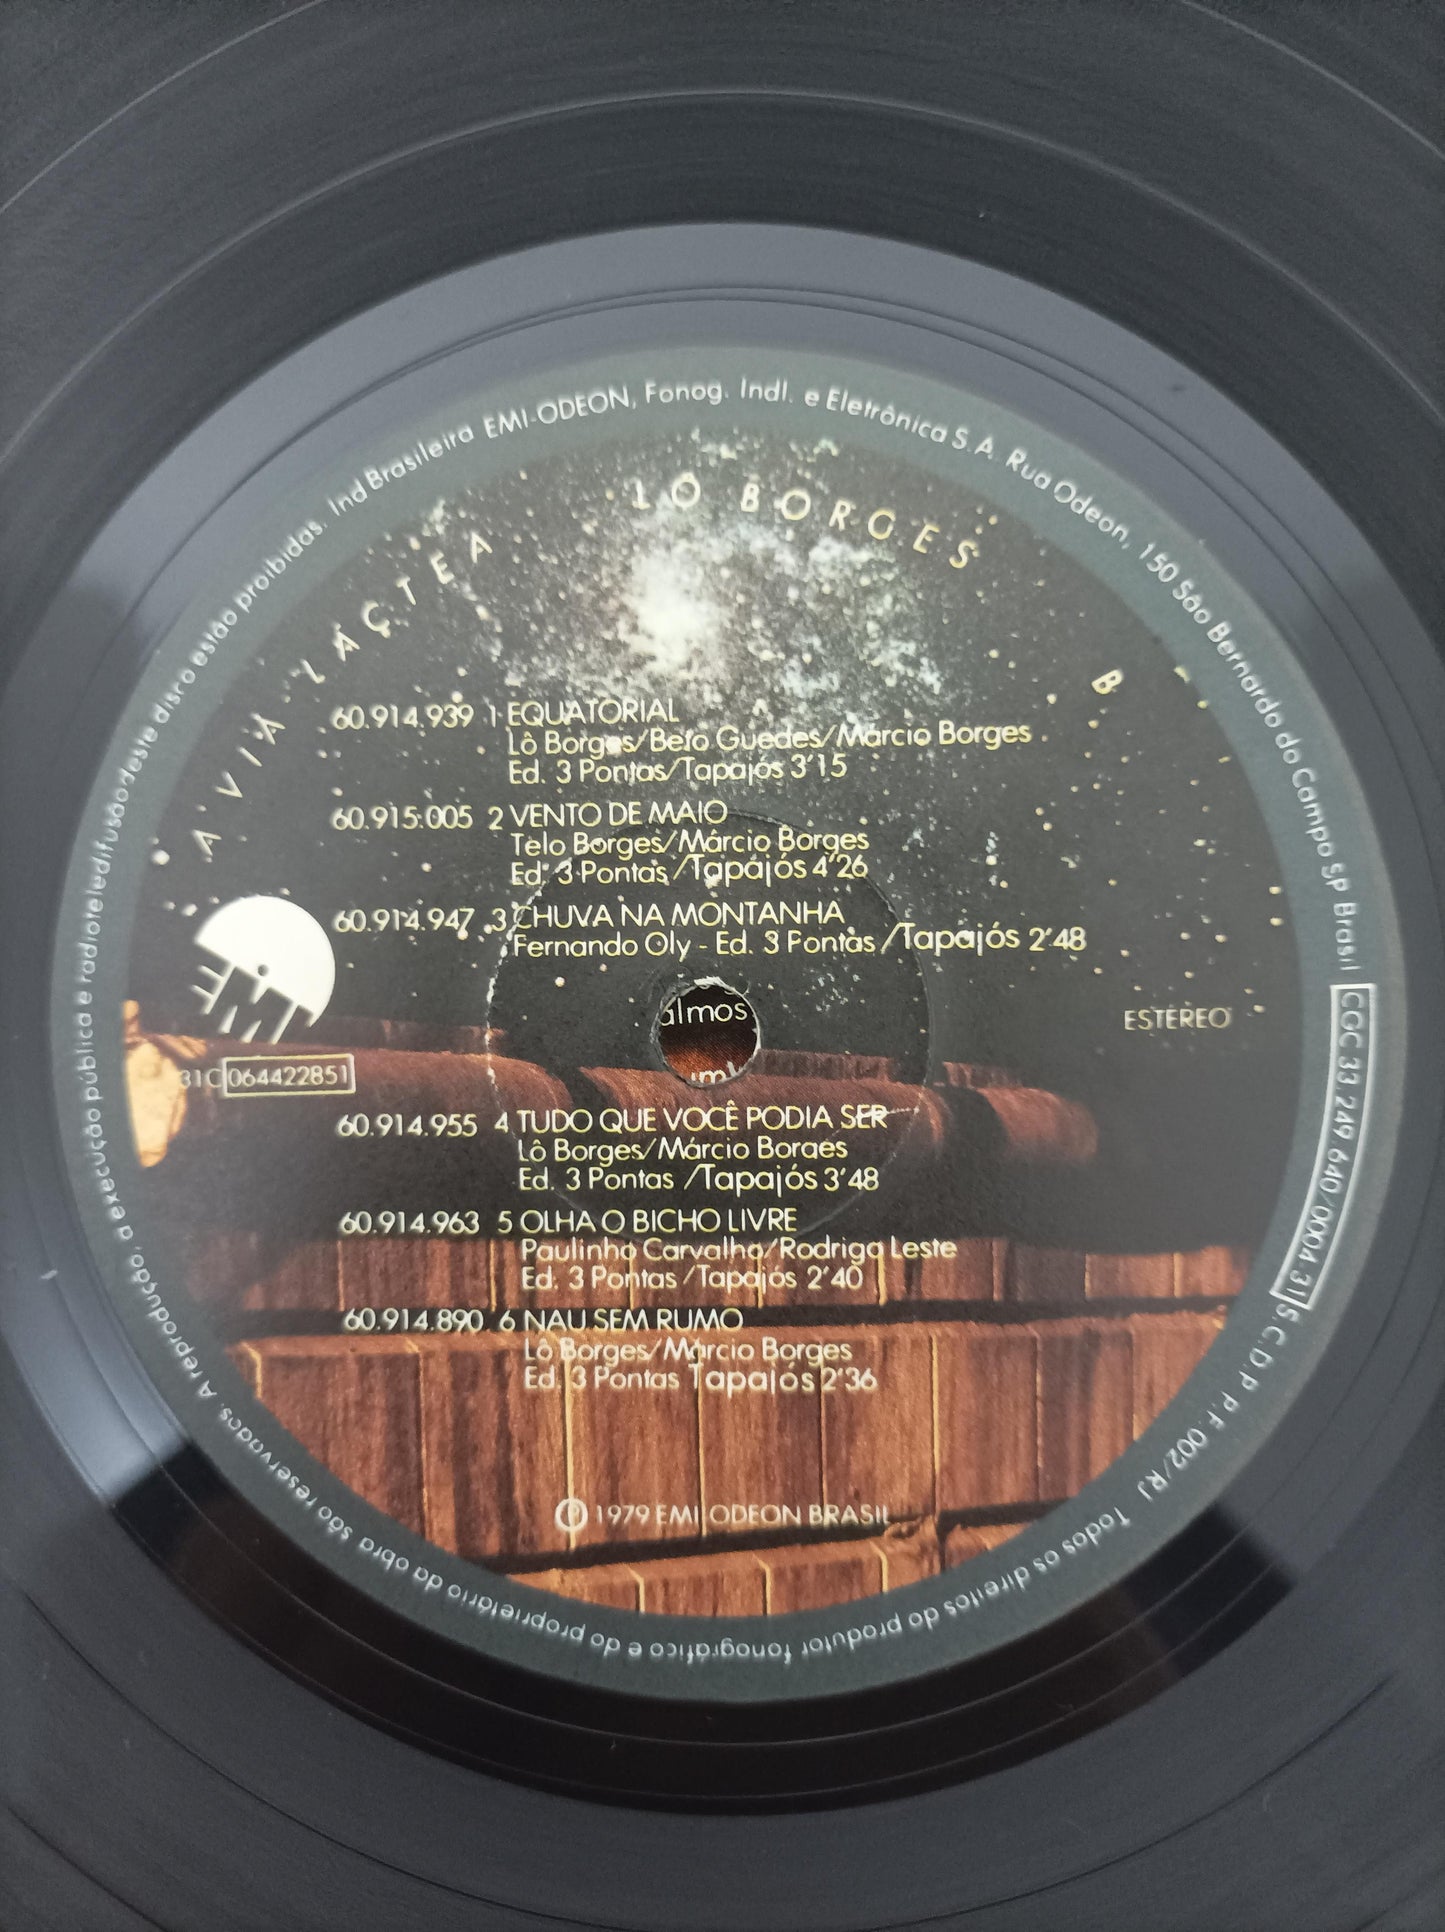 Ind Brasileira EMI-ODEON, Fonog. Indl. e Eletrônica S.A. Rua Odeon, 150 São Bernardo do Campo SP Brasil CGC 33 249 640/0004 31 S.C.D.P. P.F. 002/RJ Todos os direitos do produtor fonográfico e do proprietário da obra são reservados. A reprodução, a execução pública e radioteledifusão deste disco estão proibidas.
A VIA-LÁCTEA LÔ BORGES B
60.914.939 1 EQUATORIAL
Lô Borges/Beto Guedes/Márcio Borges
Ed. 3 Pontas/Tapajós 3'15
60.915.005 2 VENTO DE MAIO
Telo Borges/Márcio Borges
Ed. 3 Pontas/Tapajós 4'26
60.914.947 3 CHUVA NA MONTANHA
Fernando Oly - Ed. 3 Pontas/Tapajós 2'48
almos
EMI
ESTÉREO
31C 064422851
60.914.955 4 TUDO QUE VOCÊ PODIA SER
Lô Borges/Márcio Borges
Ed. 3 Pontas /Tapajós 3'48
60.914.963 5 OLHA O BICHO LIVRE
Paulinho Carvalho/Rodrigo Leste
Ed. 3 Pontas /Tapajós 2'40
60.914.890 6 NAU SEM RUMO
Lô Borges/Márcio Borges
Ed. 3 Pontas Tapajós 2'36
℗ 1979 EMI ODEON BRASIL